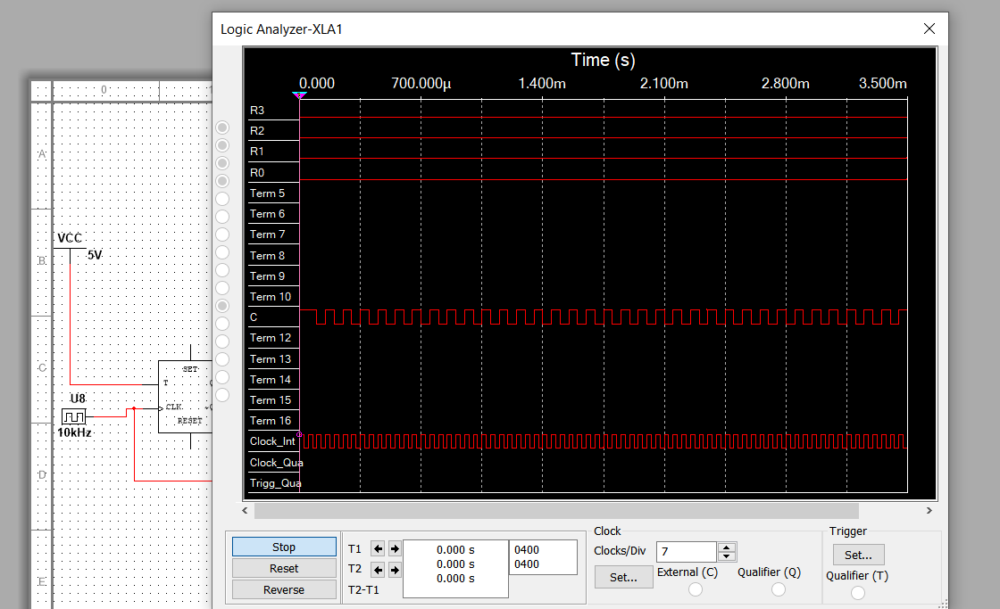 Logic Analyzer-XLA1
Time (s)
0.000 700.000µ 1.400m 2.100m 2.800m 3.500m
R3
R2
R1
R0
Term 5
Term 6
Term 7
Term 8
Term 9
Term 10
C
Term 12
Term 13
Term 14
Term 15
Term 16
Clock_Int
Clock_Qua
Trigg_Qua
0
A
B
C
D
E
VCC
5V
SET
T
CLK
RESET
U8
10kHz
Stop
Reset
Reverse
T1
T2
T2-T1
0.000 s
0.000 s
0.000 s
0400
0400
Clock
Clocks/Div 7
Set...
External (C)
Qualifier (Q)
Trigger
Set...
Qualifier (T)